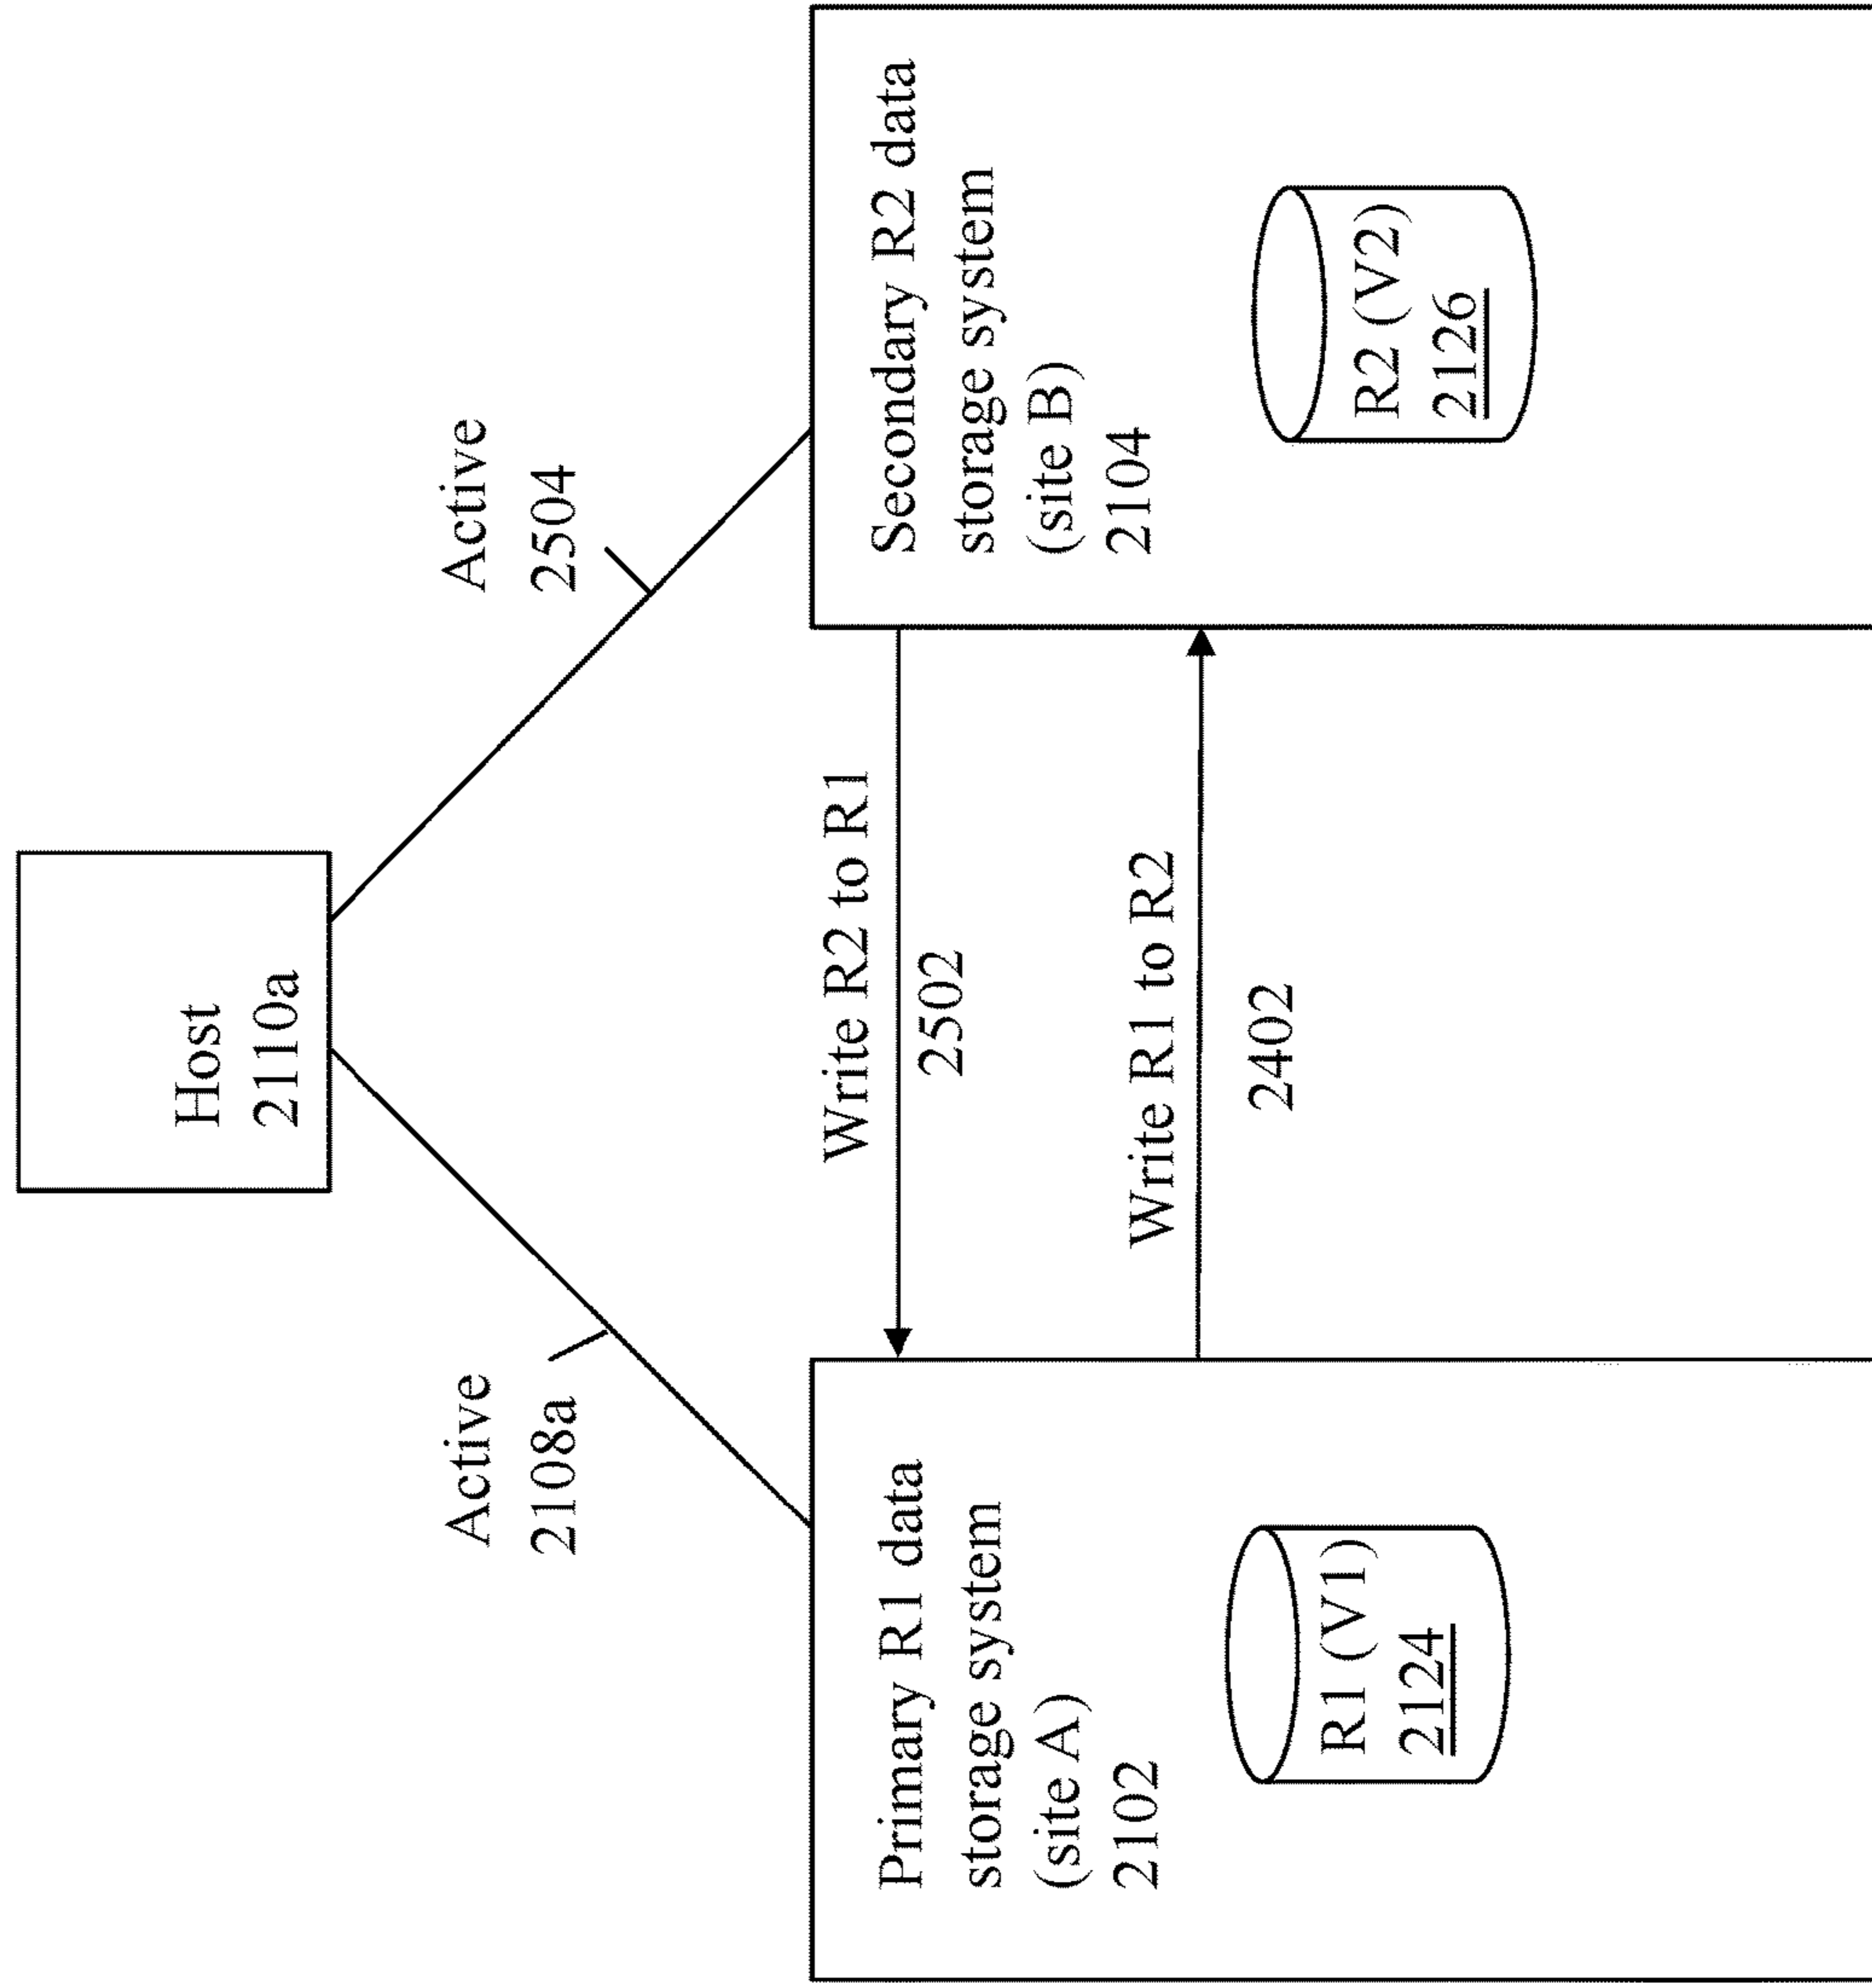 Host
2110a
Active
2108a
Active
2504
Write R2 to R1
2502
Write R1 to R2
2402
Primary R1 data
storage system
(site A)
2102
R1 (V1)
2124
Secondary R2 data
storage system
(site B)
2104
R2 (V2)
2126